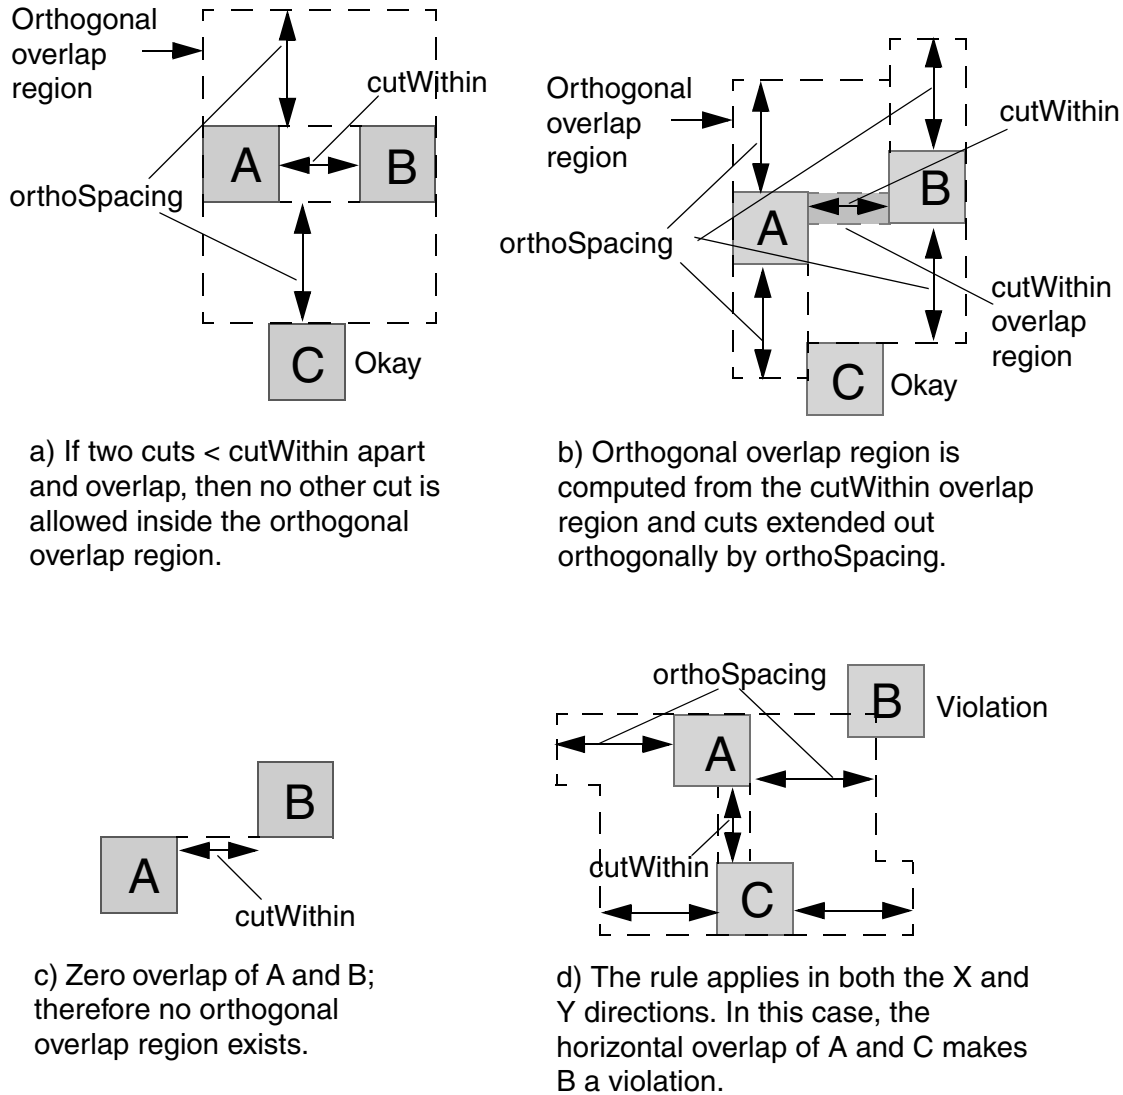 Orthogonal
overlap
region
cutWithin
A
B
orthoSpacing
C
Okay
a) If two cuts < cutWithin apart
and overlap, then no other cut is
allowed inside the orthogonal
overlap region.
Orthogonal
overlap
region
cutWithin
B
A
orthoSpacing
cutWithin
overlap
region
C
Okay
b) Orthogonal overlap region is
computed from the cutWithin overlap
region and cuts extended out
orthogonally by orthoSpacing.
B
A
cutWithin
c) Zero overlap of A and B;
therefore no orthogonal
overlap region exists.
orthoSpacing
B
Violation
A
cutWithin
C
d) The rule applies in both the X and
Y directions. In this case, the
horizontal overlap of A and C makes
B a violation.